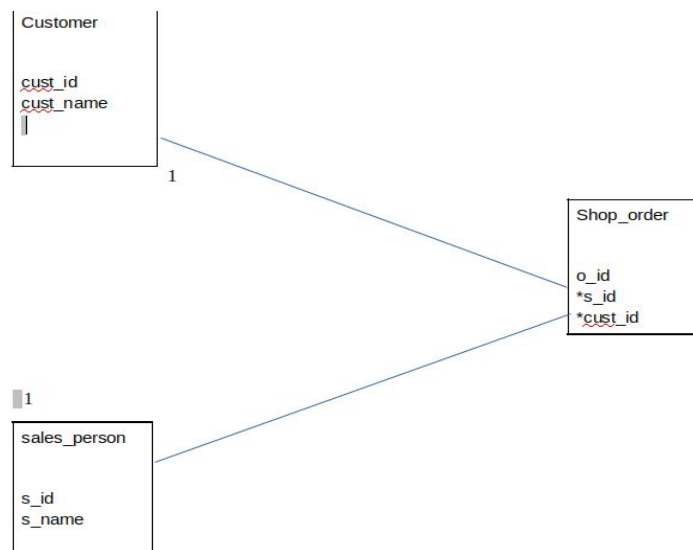 Customer
cust_id
cust_name
1
Shop_order
o_id
*s_id
*cust_id
1
sales_person
s_id
s_name